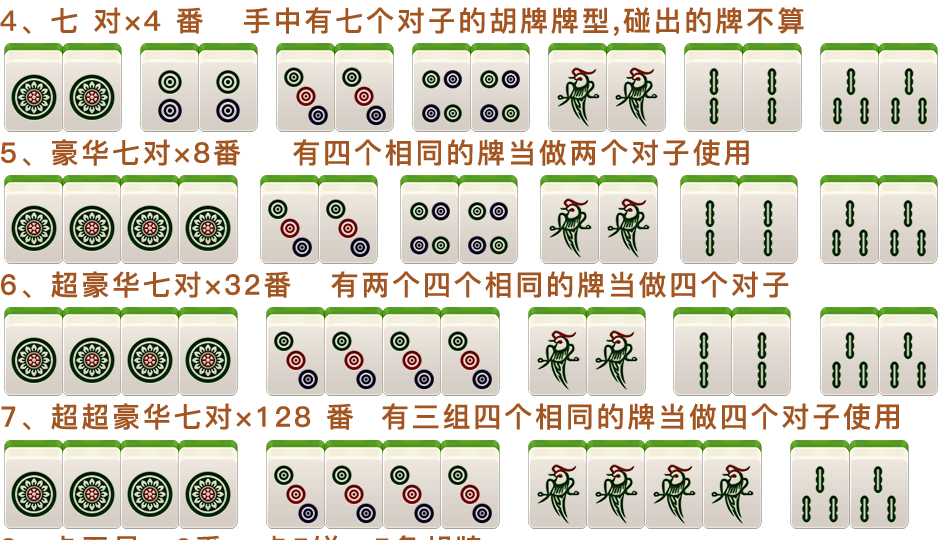 4、七 对×4 番 手中有七个对子的胡牌牌型,碰出的牌不算
5、豪华七对×8番 有四个相同的牌当做两个对子使用
6、超豪华七对×32番 有两个四个相同的牌当做四个对子
7、超超豪华七对×128 番 有三组四个相同的牌当做四个对子使用